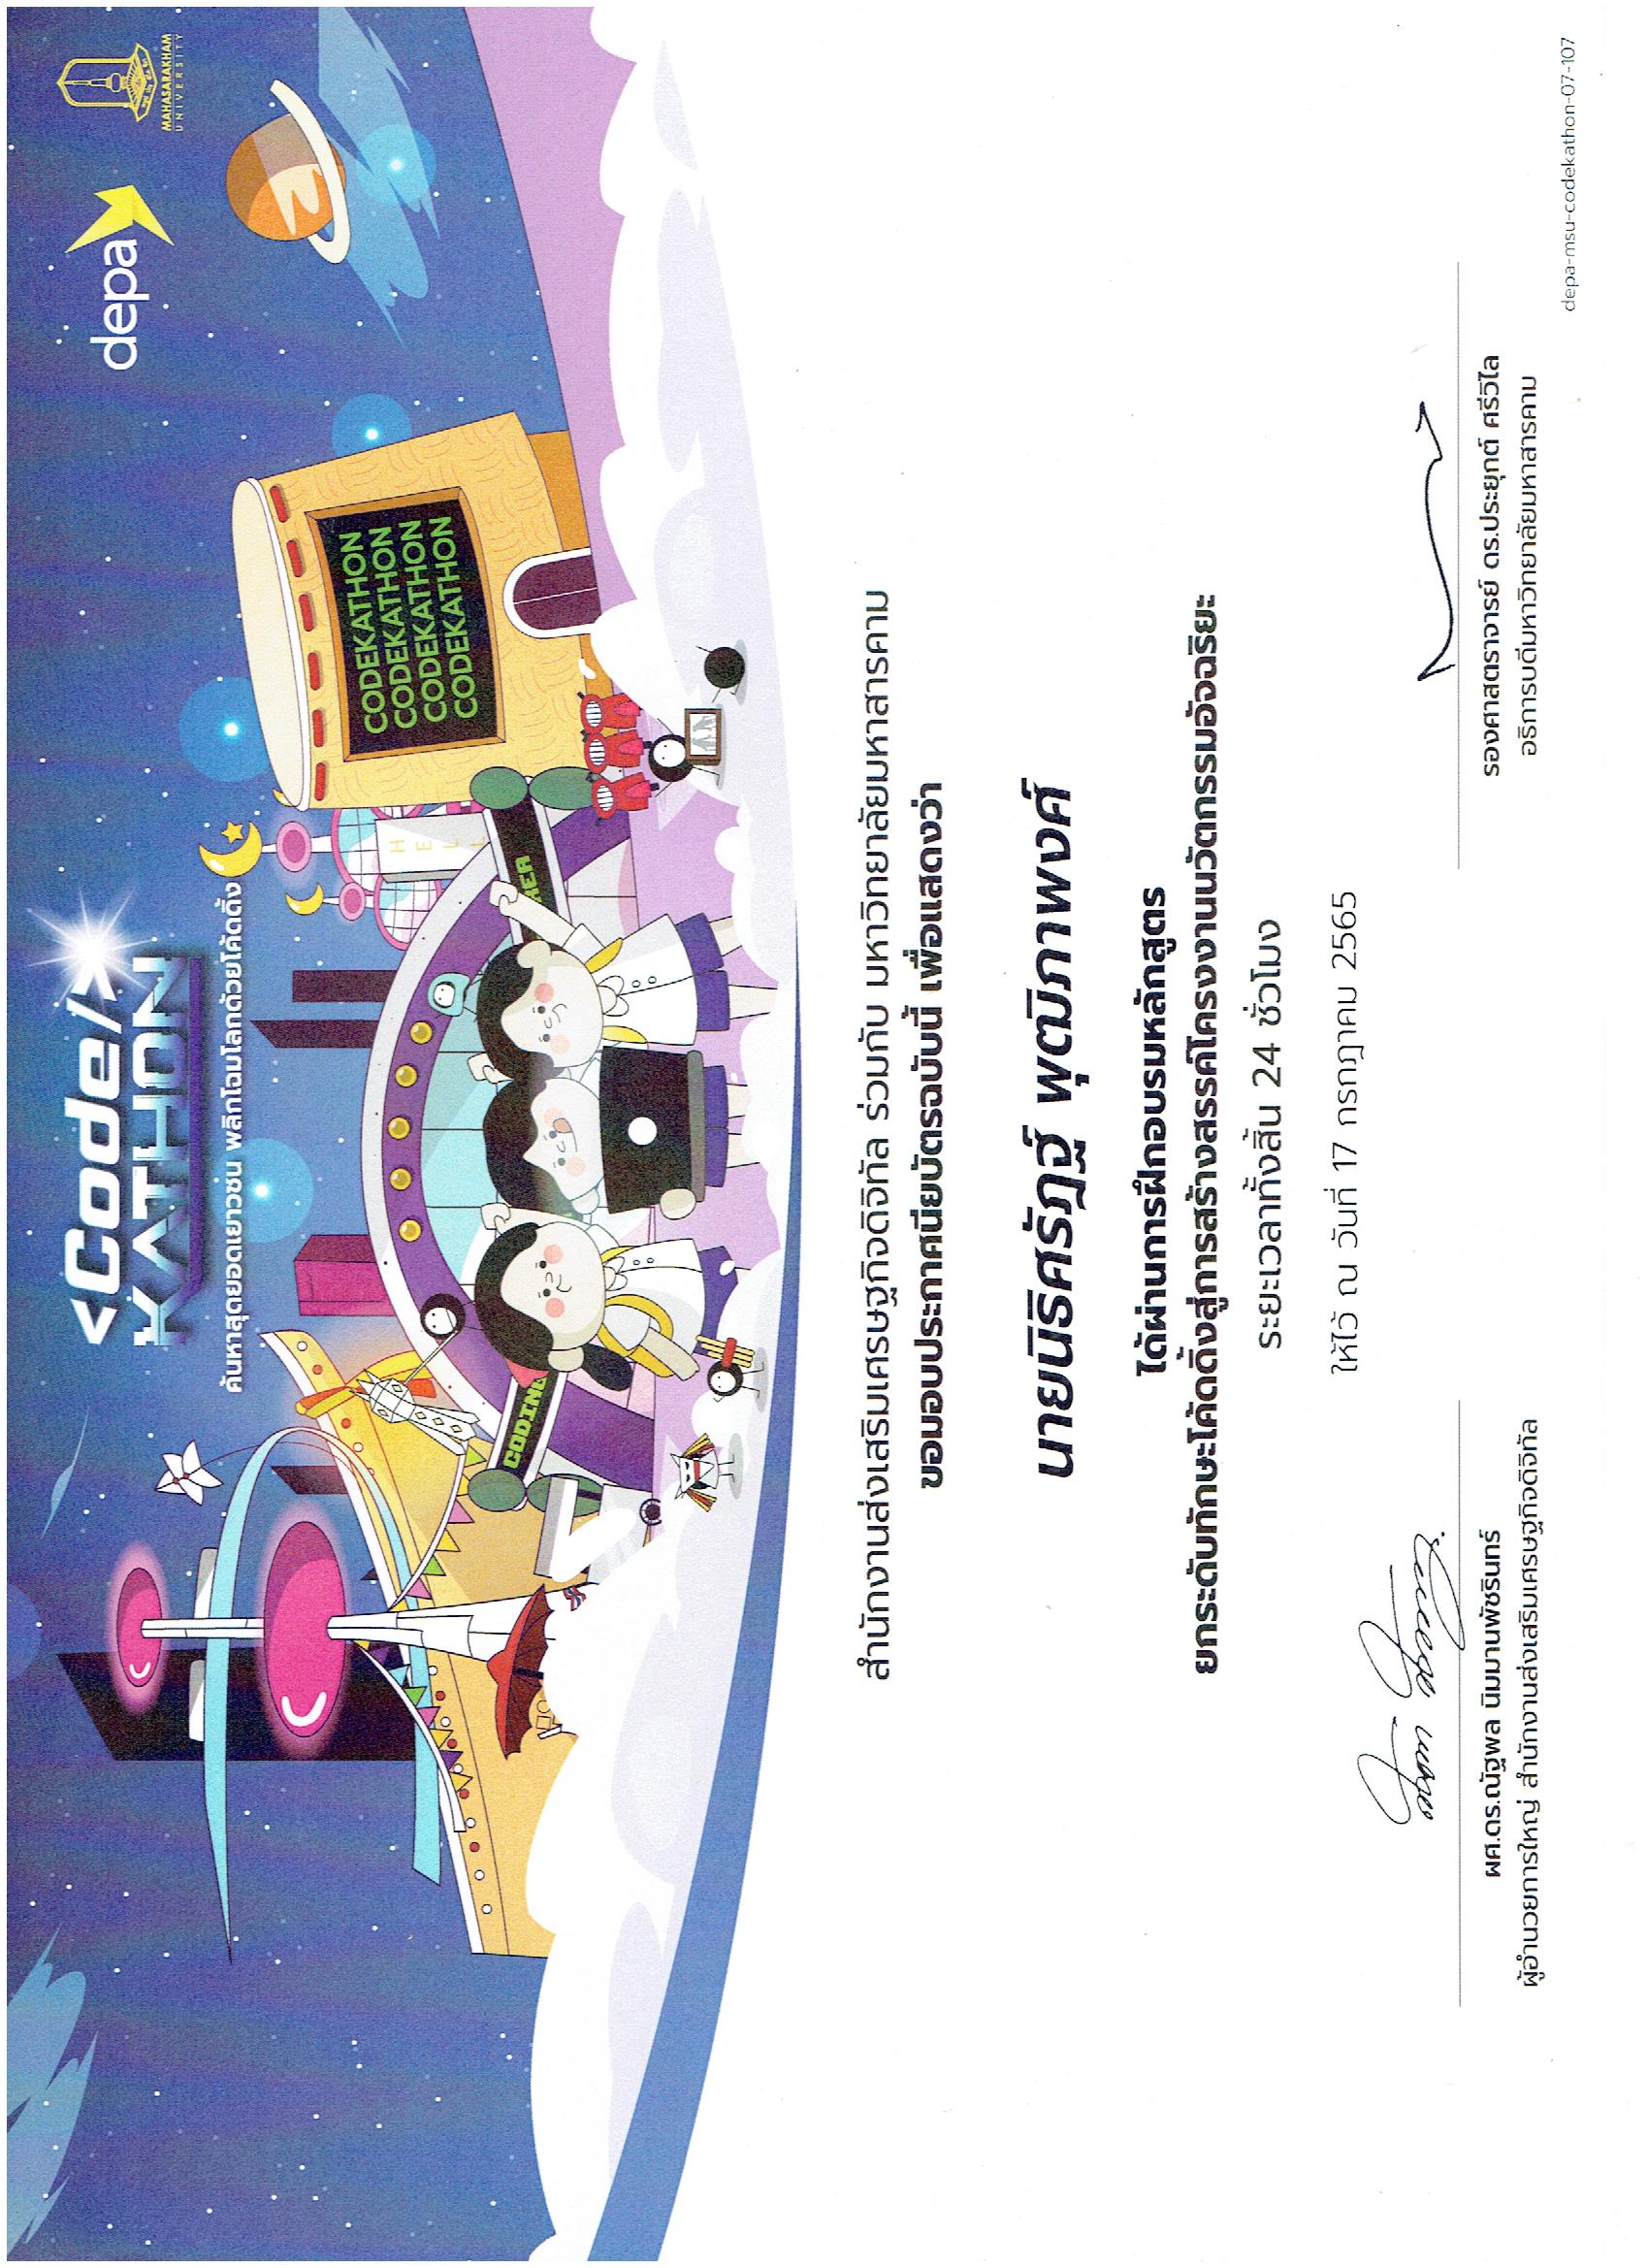 depa
MAHASARAKHAM
UNIVERSITY
<Code/>
KATHON
ค้นหาสุดยอดเยาวชน พลิกโฉมโลกด้วยโค้ดดิ้ง
CODEKATHON
CODEKATHON
CODEKATHON
CODEKATHON
H
E
L
L
CODING
HER
สำนักงานส่งเสริมเศรษฐกิจดิจิทัล ร่วมกับ มหาวิทยาลัยมหาสารคาม
ขอมอบประกาศนียบัตรฉบับนี้ เพื่อแสดงว่า
นายนิรัศรัฎฐ์ พุฒิภาพงศ์
ได้ผ่านการฝึกอบรมหลักสูตร
ยกระดับทักษะโค้ดดิ้งสู่การสร้างสรรค์โครงงานนวัตกรรมอัจฉริยะ
ระยะเวลาทั้งสิ้น 24 ชั่วโมง
ให้ไว้ ณ วันที่ 17 กรกฎาคม 2565
ผศ.ดร.ณัฐพล นิมมานพัชรินทร์
ผู้อำนวยการใหญ่ สำนักงานส่งเสริมเศรษฐกิจดิจิทัล
รองศาสตราจารย์ ดร.ประยุกต์ ศรีวิไล
อธิการบดีมหาวิทยาลัยมหาสารคาม
depa-msu-codekathon-07-107